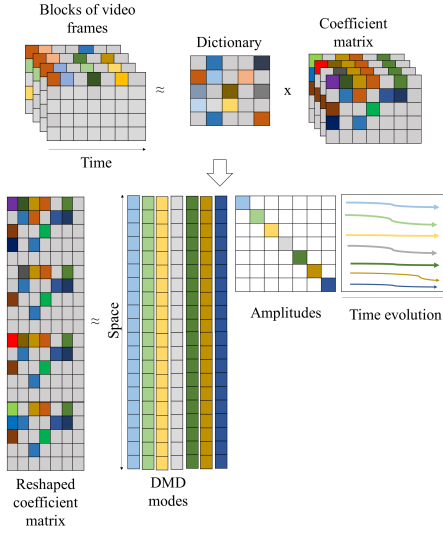 Blocks of video
frames
Dictionary
Coefficient
matrix
≈
x
Time
≈
Space
Amplitudes
Time evolution
Reshaped
coefficient
matrix
DMD
modes